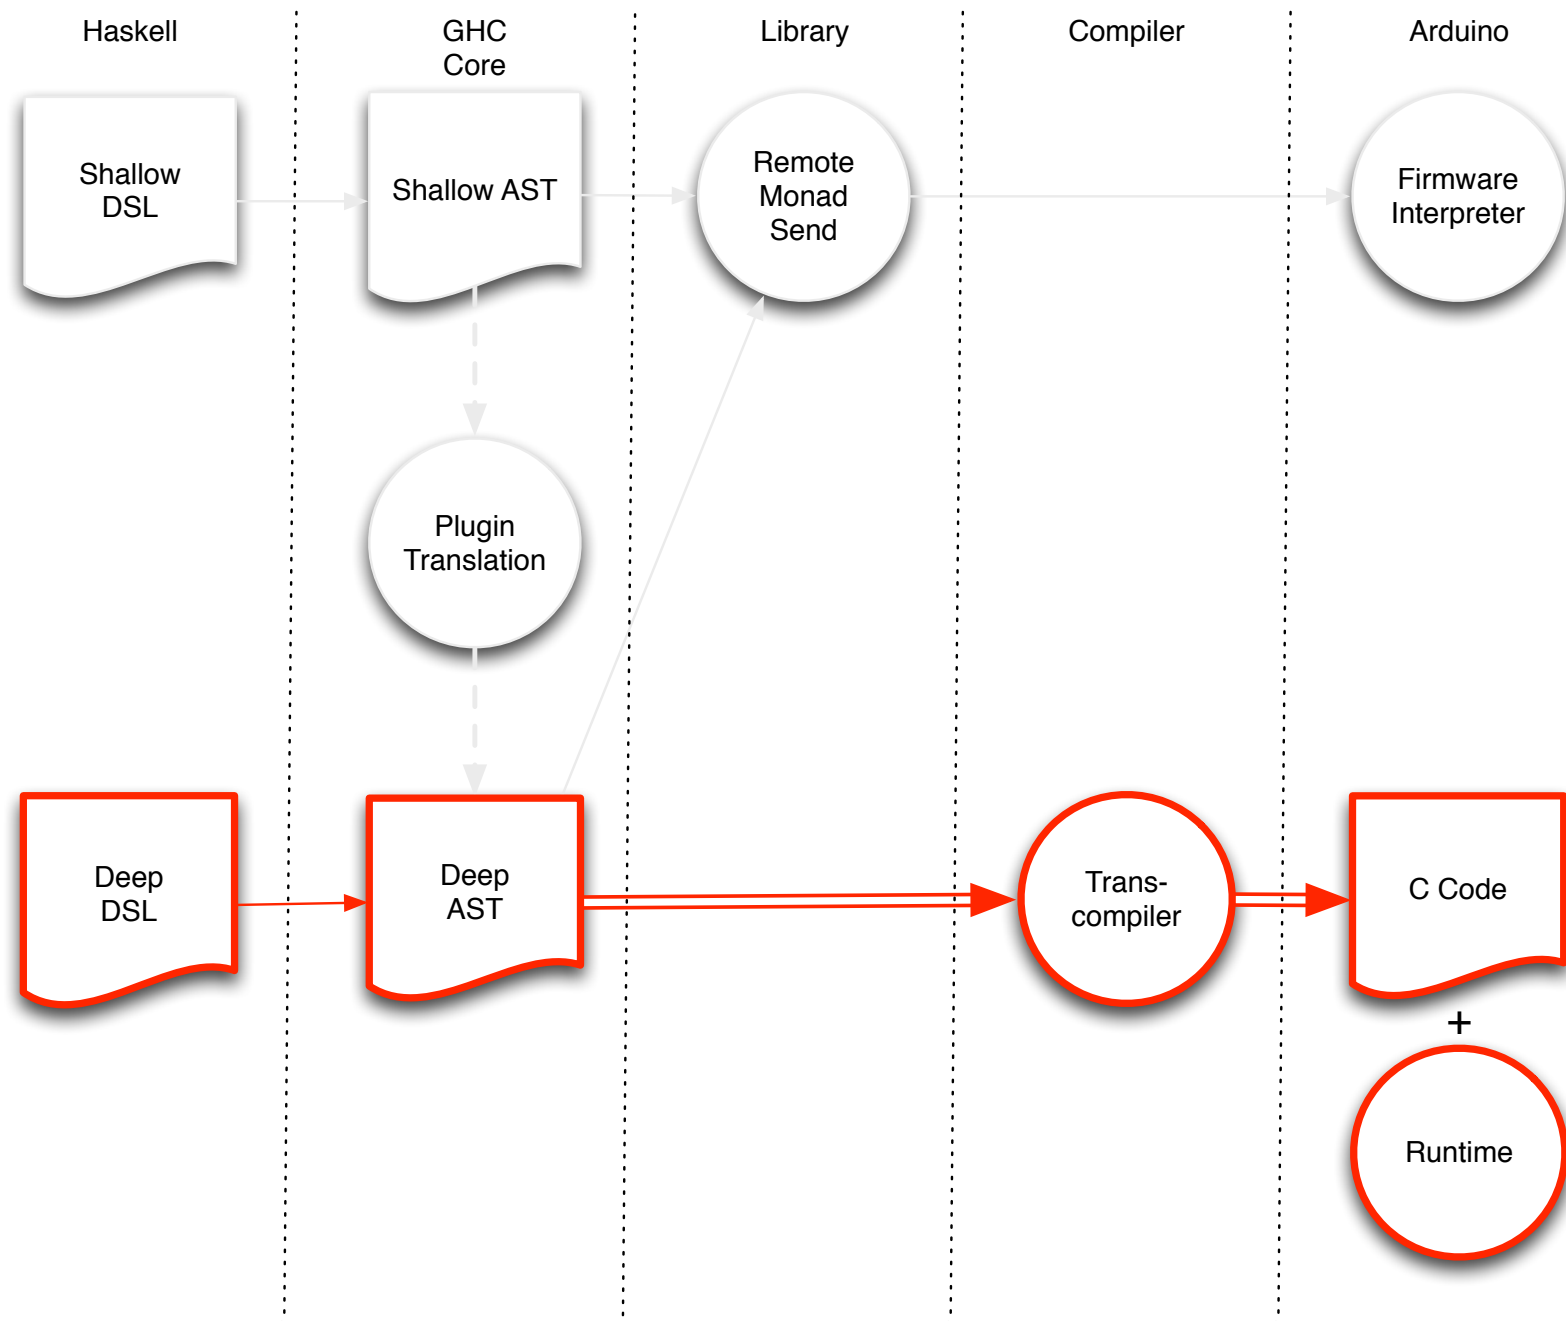 Haskell
GHC
Core
Library
Compiler
Arduino
Shallow
DSL
Shallow AST
Remote
Monad
Send
Firmware
Interpreter
Plugin
Translation
Deep
DSL
Deep
AST
Trans-
compiler
C Code
+
Runtime